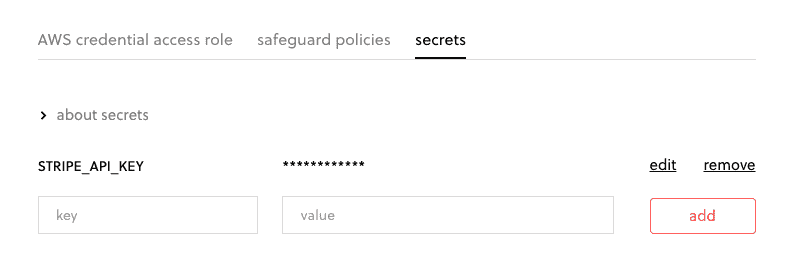 AWS credential access role safeguard policies secrets
about secrets
STRIPE_API_KEY ************ edit remove
key value add